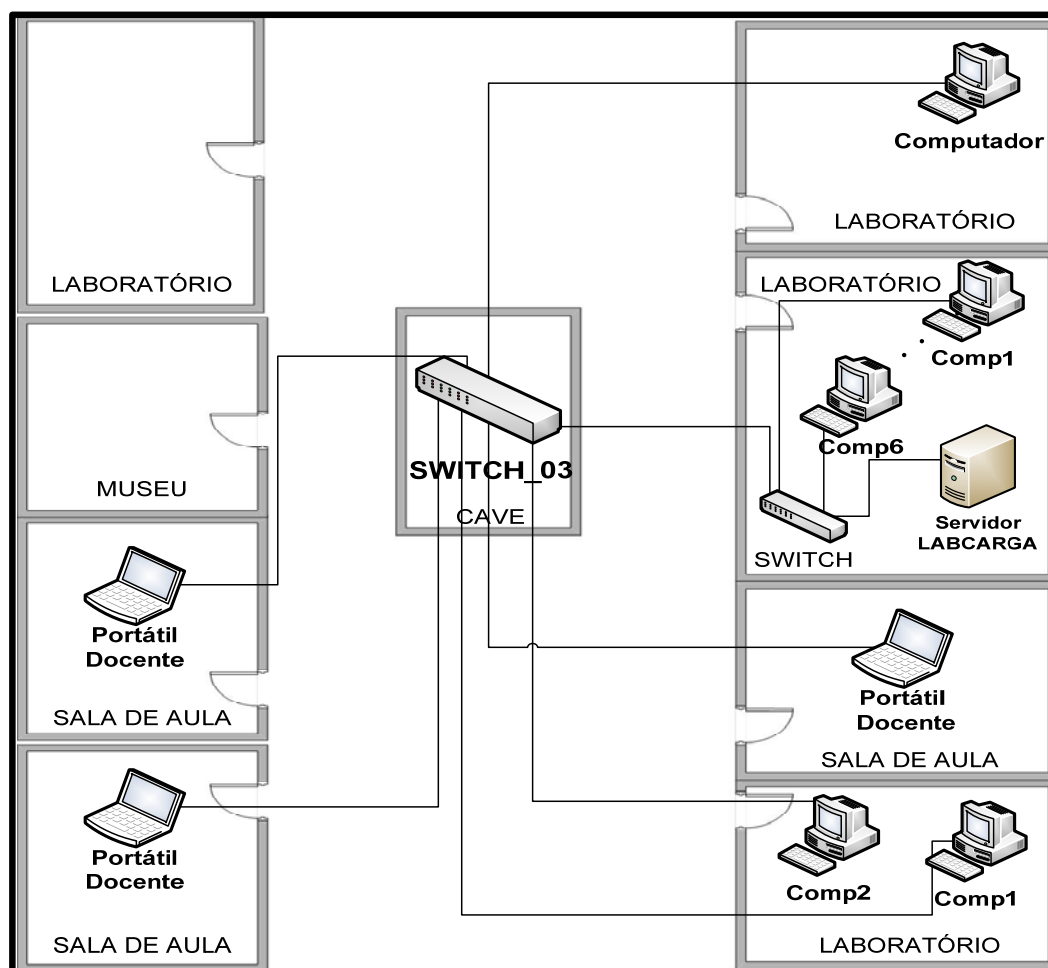 Computador
LABORATÓRIO
LABORATÓRIO
LABORATÓRIO
Comp1
Comp6
SWITCH_03
MUSEU
CAVE
Servidor
LABCARGA
SWITCH
Portátil
Docente
SALA DE AULA
Portátil
Docente
SALA DE AULA
Portátil
Docente
SALA DE AULA
Comp2
Comp1
LABORATÓRIO